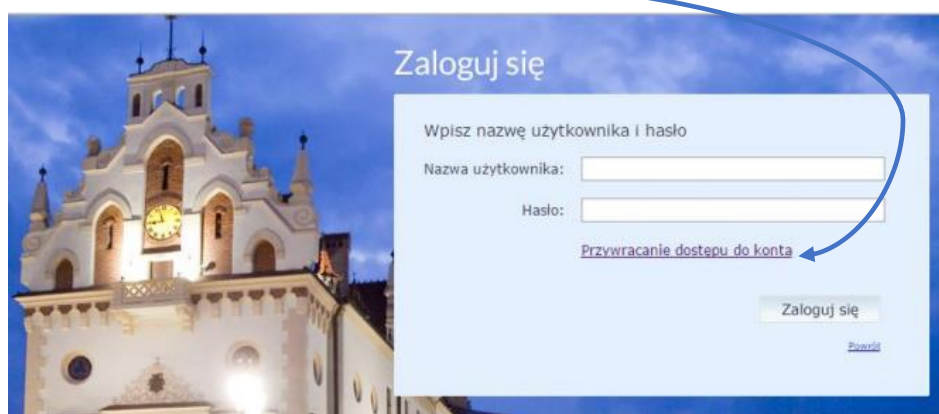 Zaloguj się
Wpisz nazwę użytkownika i hasło
Nazwa użytkownika:
Hasło:
Przywracanie dostępu do konta
Zaloguj się
Powrót